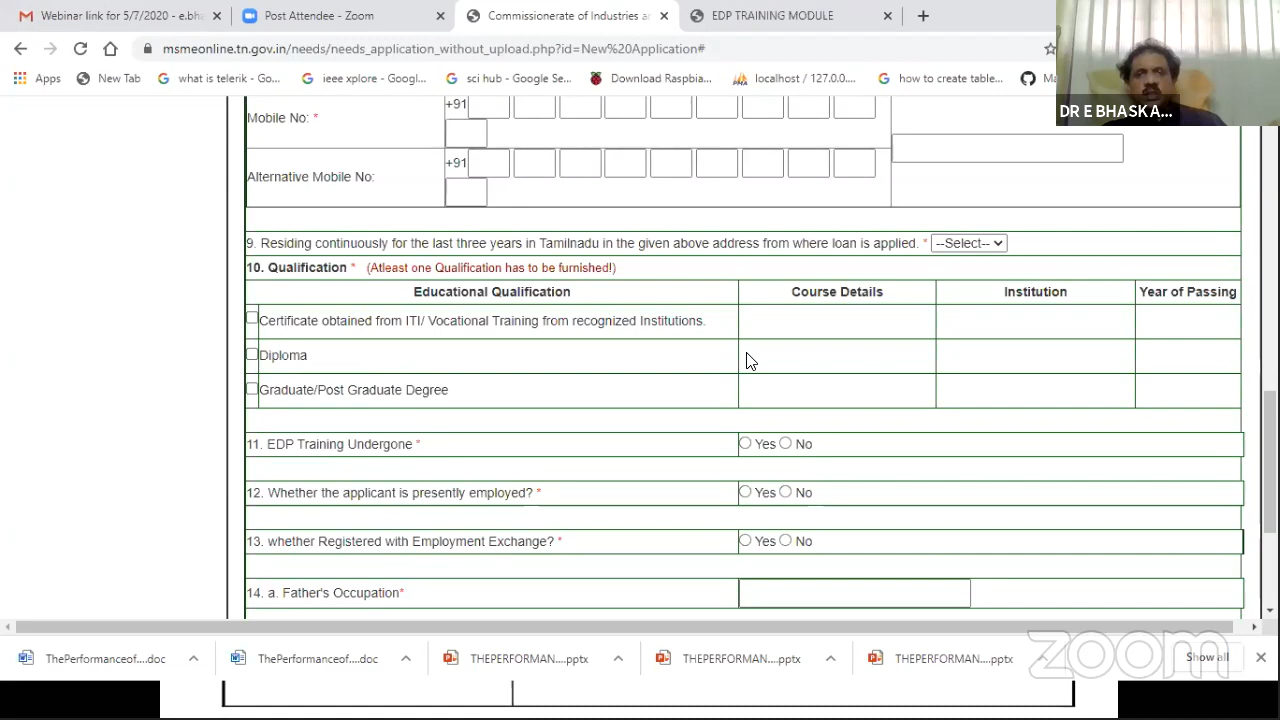 Webinar link for 5/7/2020 - e.bha
Post Attendee - Zoom
Commissionerate of Industries a
EDP TRAINING MODULE
msmeonline.tn.gov.in/needs/needs_application_without_upload.php?id=New%20Application#
Apps
New Tab
what is telerik - Go...
ieee xplore - Googl...
sci hub - Google Se...
Download Raspbia...
localhost / 127.0.0....
how to create table...
DR E BHASKA...
Mobile No: *
+91
Alternative Mobile No:
+91
9. Residing continuously for the last three years in Tamilnadu in the given above address from where loan is applied. * --Select--
10. Qualification * (Atleast one Qualification has to be furnished!)
Educational Qualification Course Details Institution Year of Passing
Certificate obtained from ITI/ Vocational Training from recognized Institutions.
Diploma
Graduate/Post Graduate Degree
11. EDP Training Undergone * Yes No
12. Whether the applicant is presently employed? * Yes No
13. whether Registered with Employment Exchange? * Yes No
14. a. Father's Occupation*
ThePerformanceof....doc
ThePerformanceof....doc
THEPERFORMAN....pptx
THEPERFORMAN....pptx
THEPERFORMAN....pptx
Show all
zoom